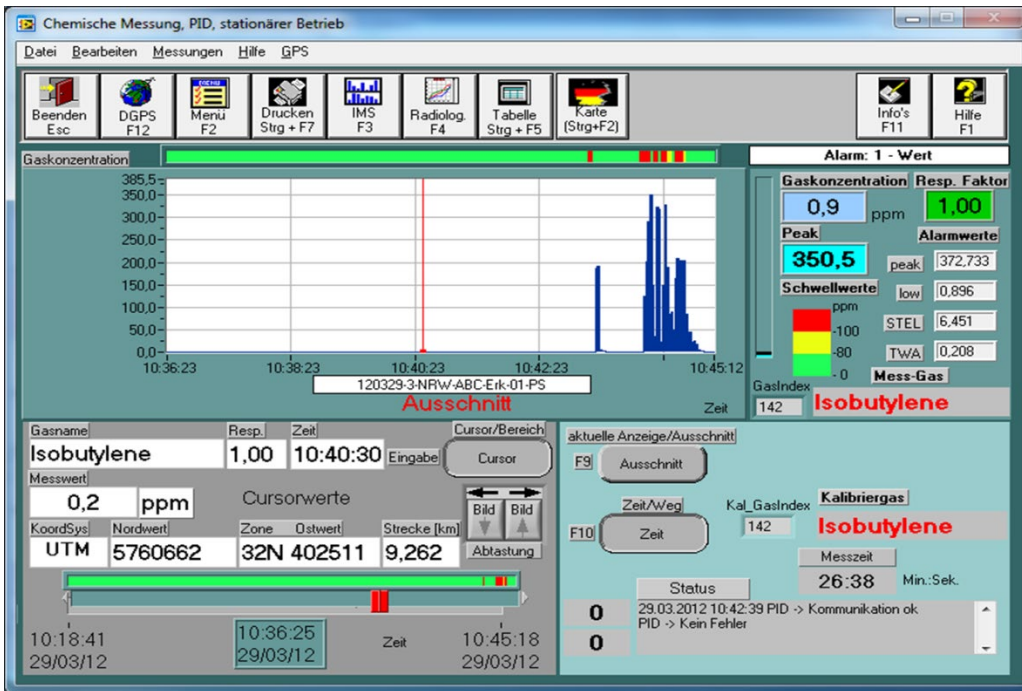 Chemische Messung, PID, stationärer Betrieb
Datei Bearbeiten Messungen Hilfe GPS
Beenden Esc
DGPS F12
MENU
Menü F2
Drucken Strg + F7
IMS F3
Radiolog. F4
Tabelle Strg + F5
Karte (Strg+F2)
Info's F11
Hilfe F1
Gaskonzentration
385,5
350,0
300,0
250,0
200,0
150,0
100,0
50,0
0,0
10:36:23 10:38:23 10:40:23 10:42:23 10:45:12
120329-3-NRW-ABC-Erk-01-PS
Ausschnitt
Zeit
Alarm: 1 - Wert
Gaskonzentration Resp. Faktor
0,9 ppm 1,00
Peak Alarmwerte
350,5 peak 372,733
Schwellwerte low 0,896
ppm
-100 STEL 6,451
-80 TWA 0,208
- 0 Mess-Gas
GasIndex
142 Isobutylene
Gasname Resp. Zeit Cursor/Bereich
Isobutylene 1,00 10:40:30 Eingabe Cursor
Messwert
0,2 ppm Cursorwerte
Bild Bild
KoordSys Nordwert Zone Ostwert Strecke [km]
UTM 5760662 32N 402511 9,262 Abtastung
10:18:41 29/03/12
10:36:25 29/03/12
Zeit
10:45:18 29/03/12
aktuelle Anzeige/Ausschnitt
F9 Ausschnitt
Zeit/Weg
F10 Zeit
Kal_GasIndex Kalibriergas
142 Isobutylene
Messzeit
26:38 Min.:Sek.
Status
0 29.03.2012 10:42:39 PID -> Kommunikation ok
PID -> Kein Fehler
0